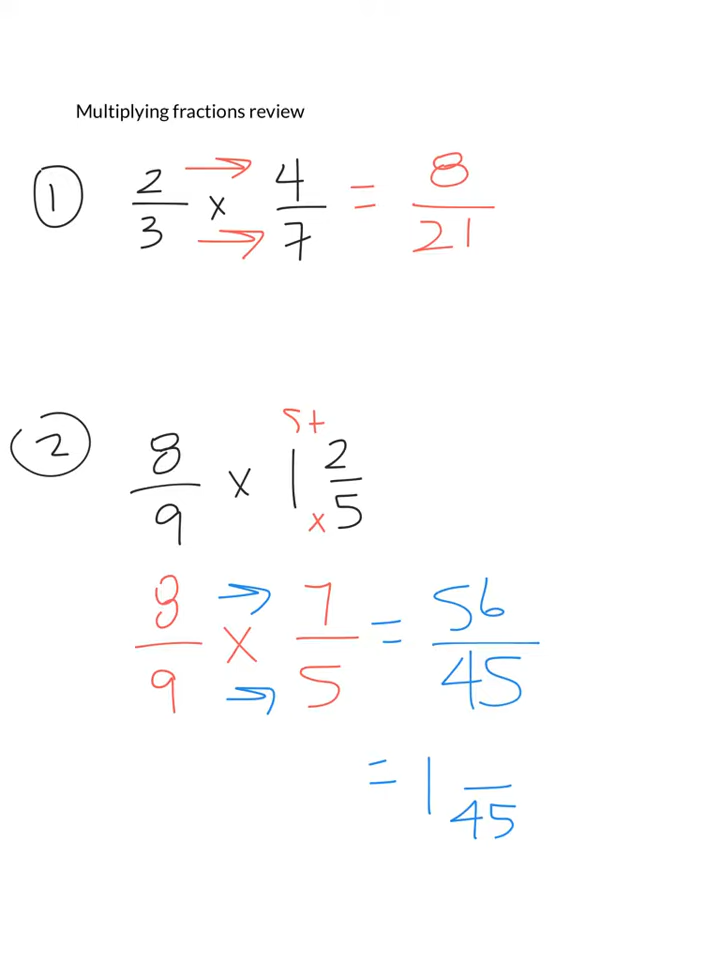 Multiplying fractions review
① 2/3 × 4/7 = 8/21
② 8/9 × 1 2/5
5+
×
8/9 × 7/5 = 56/45
= 1 /45